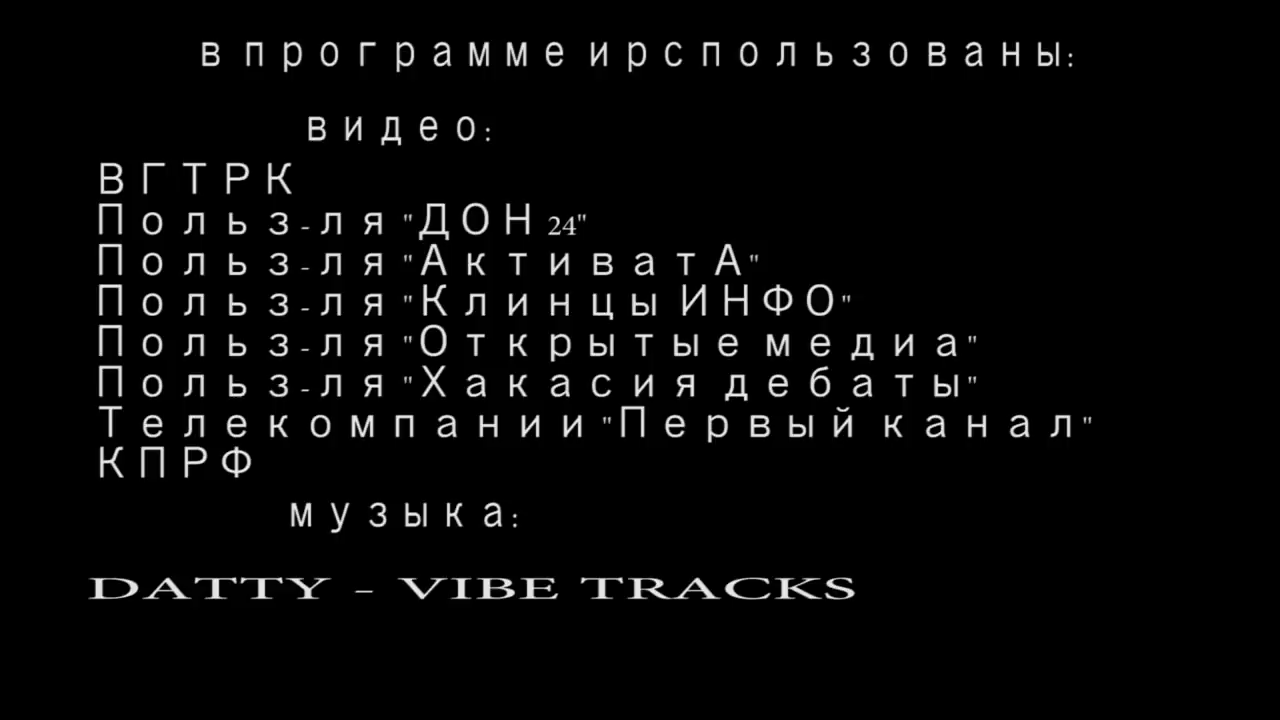 в программе ирспользованы:
видео:
ВГТРК
Польз-ля "ДОН 24"
Польз-ля "АктиватА"
Польз-ля "Клинцы ИНФО"
Польз-ля "Открытые медиа"
Польз-ля "Хакасия дебаты"
Телекомпании "Первый канал"
КПРФ
музыка:
DATTY - VIBE TRACKS